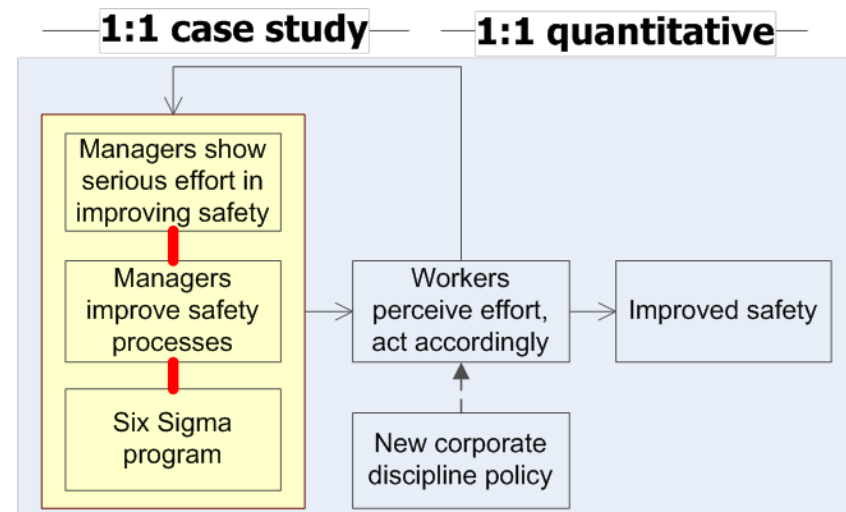 1:1 case study
1:1 quantitative
Managers show
serious effort in
improving safety
Managers
improve safety
processes
Six Sigma
program
Workers
perceive effort,
act accordingly
New corporate
discipline policy
Improved safety